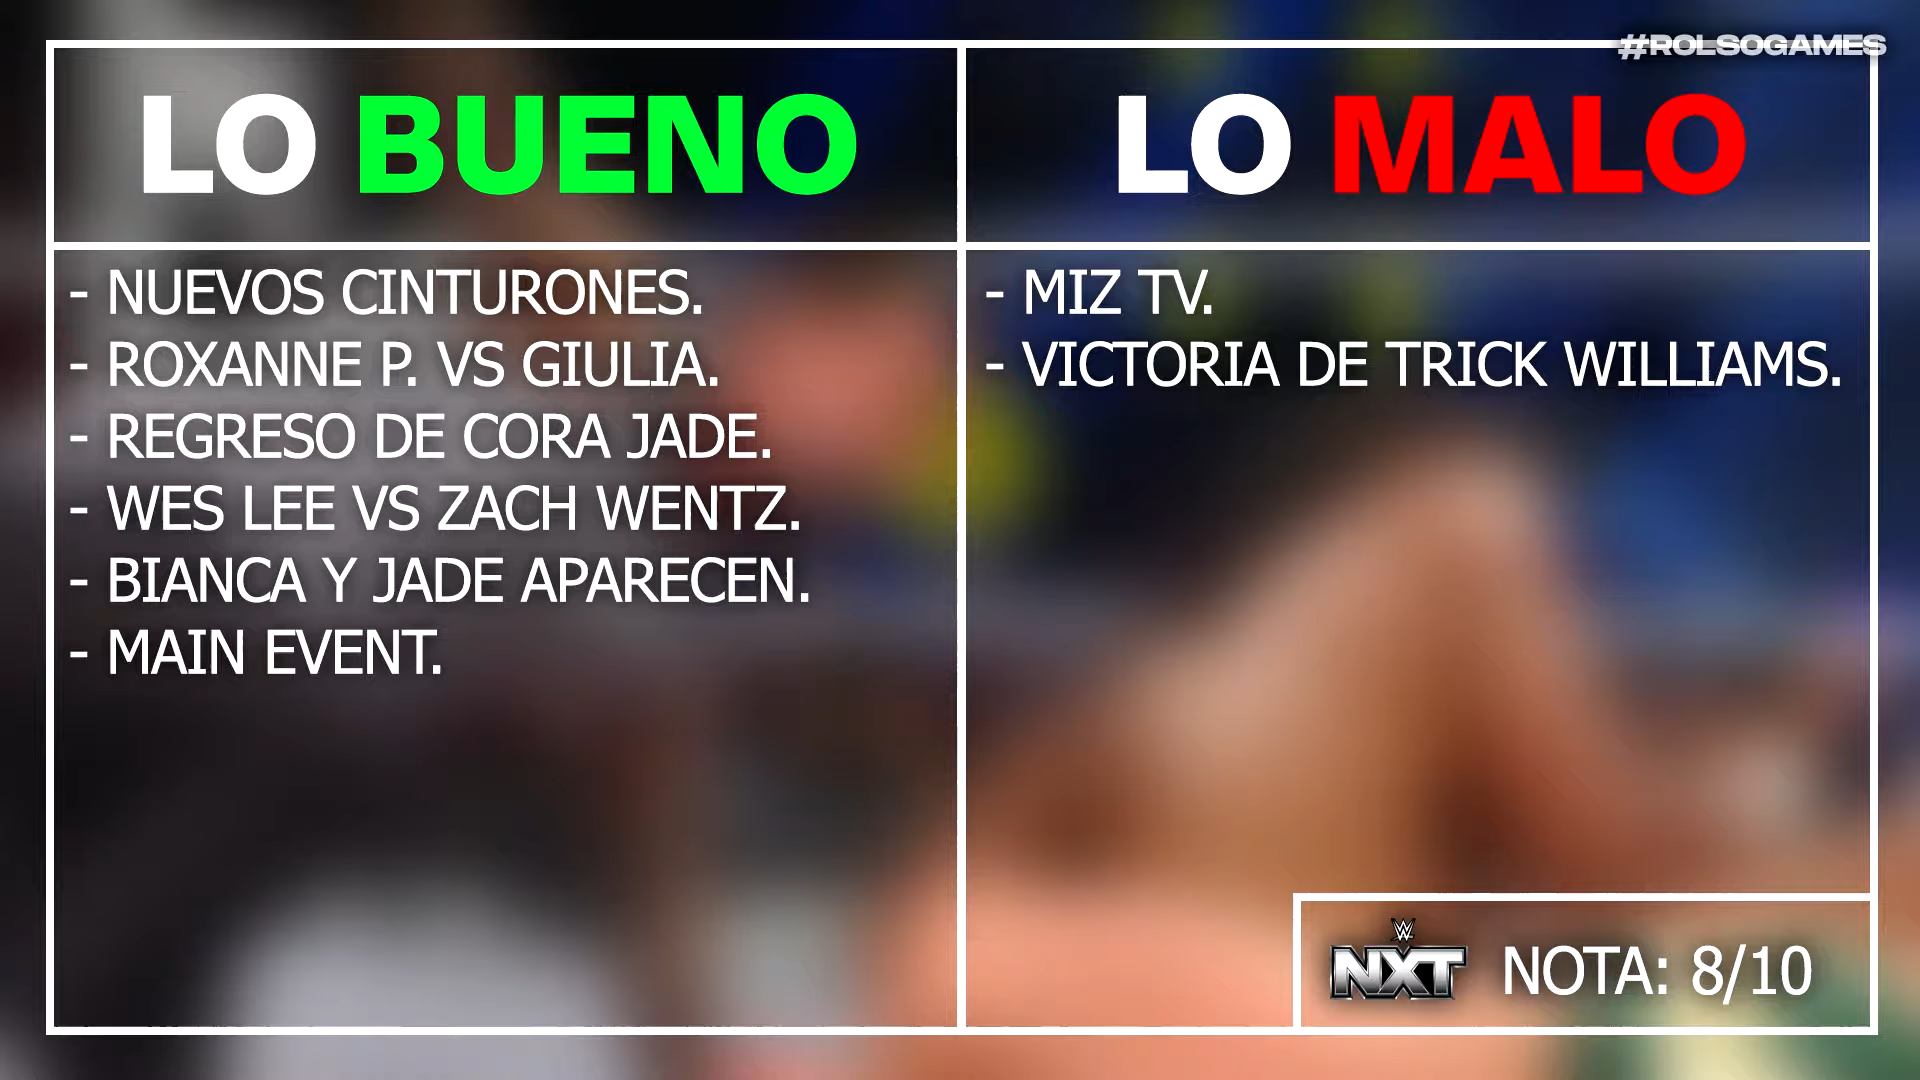 #ROLSOGAMES
LO BUENO
- NUEVOS CINTURONES.
- ROXANNE P. VS GIULIA.
- REGRESO DE CORA JADE.
- WES LEE VS ZACH WENTZ.
- BIANCA Y JADE APARECEN.
- MAIN EVENT.
LO MALO
- MIZ TV.
- VICTORIA DE TRICK WILLIAMS.
W
NXT NOTA: 8/10